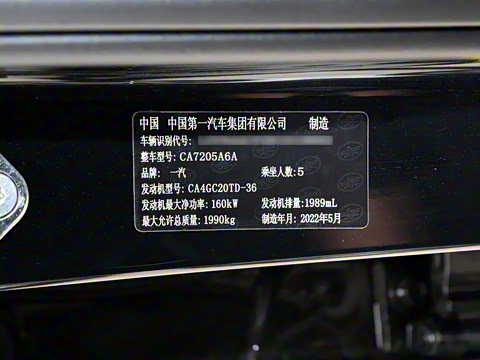 中国 中国第一汽车集团有限公司 制造
车辆识别代号:
整车型号: CA7205A6A
品牌: 一汽 乘坐人数: 5
发动机型号: CA4GC20TD-36
发动机最大净功率: 160kW 发动机排量: 1989mL
最大允许总质量: 1990kg 制造年月: 2022年5月